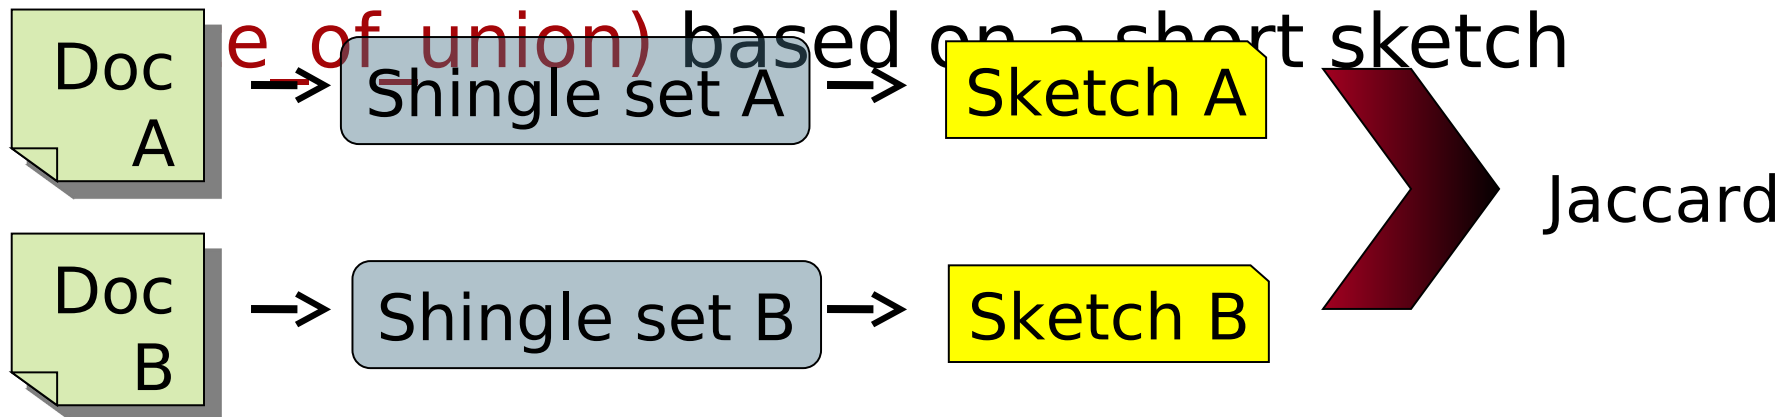 e_of_union) based on a short sketch
Doc
A
Shingle set A
Sketch A
Jaccard
Doc
B
Shingle set B
Sketch B